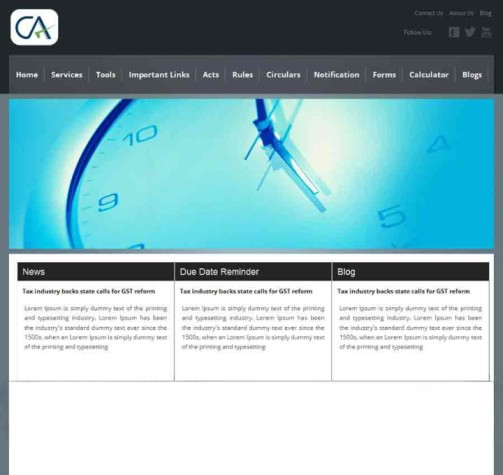 CA
Contact Us About Us Blog
Follow Us:
Home Services Tools Important Links Acts Rules Circulars Notification Forms Calculator Blogs
10
9
4
5
News
Tax industry backs state calls for GST reform
Lorem Ipsum is simply dummy text of the printing
and typesetting industry. Lorem Ipsum has been
the industry's standard dummy text ever since the
1500s, when an Lorem Ipsum is simply dummy text
of the printing and typesetting
Due Date Reminder
Tax industry backs state calls for GST reform
Lorem Ipsum is simply dummy text of the printing
and typesetting industry. Lorem Ipsum has been
the industry's standard dummy text ever since the
1500s, when an Lorem Ipsum is simply dummy text
of the printing and typesetting
Blog
Tax industry backs state calls for GST reform
Lorem Ipsum is simply dummy text of the printing
and typesetting industry. Lorem Ipsum has been
the industry's standard dummy text ever since the
1500s, when an Lorem Ipsum is simply dummy text
of the printing and typesetting